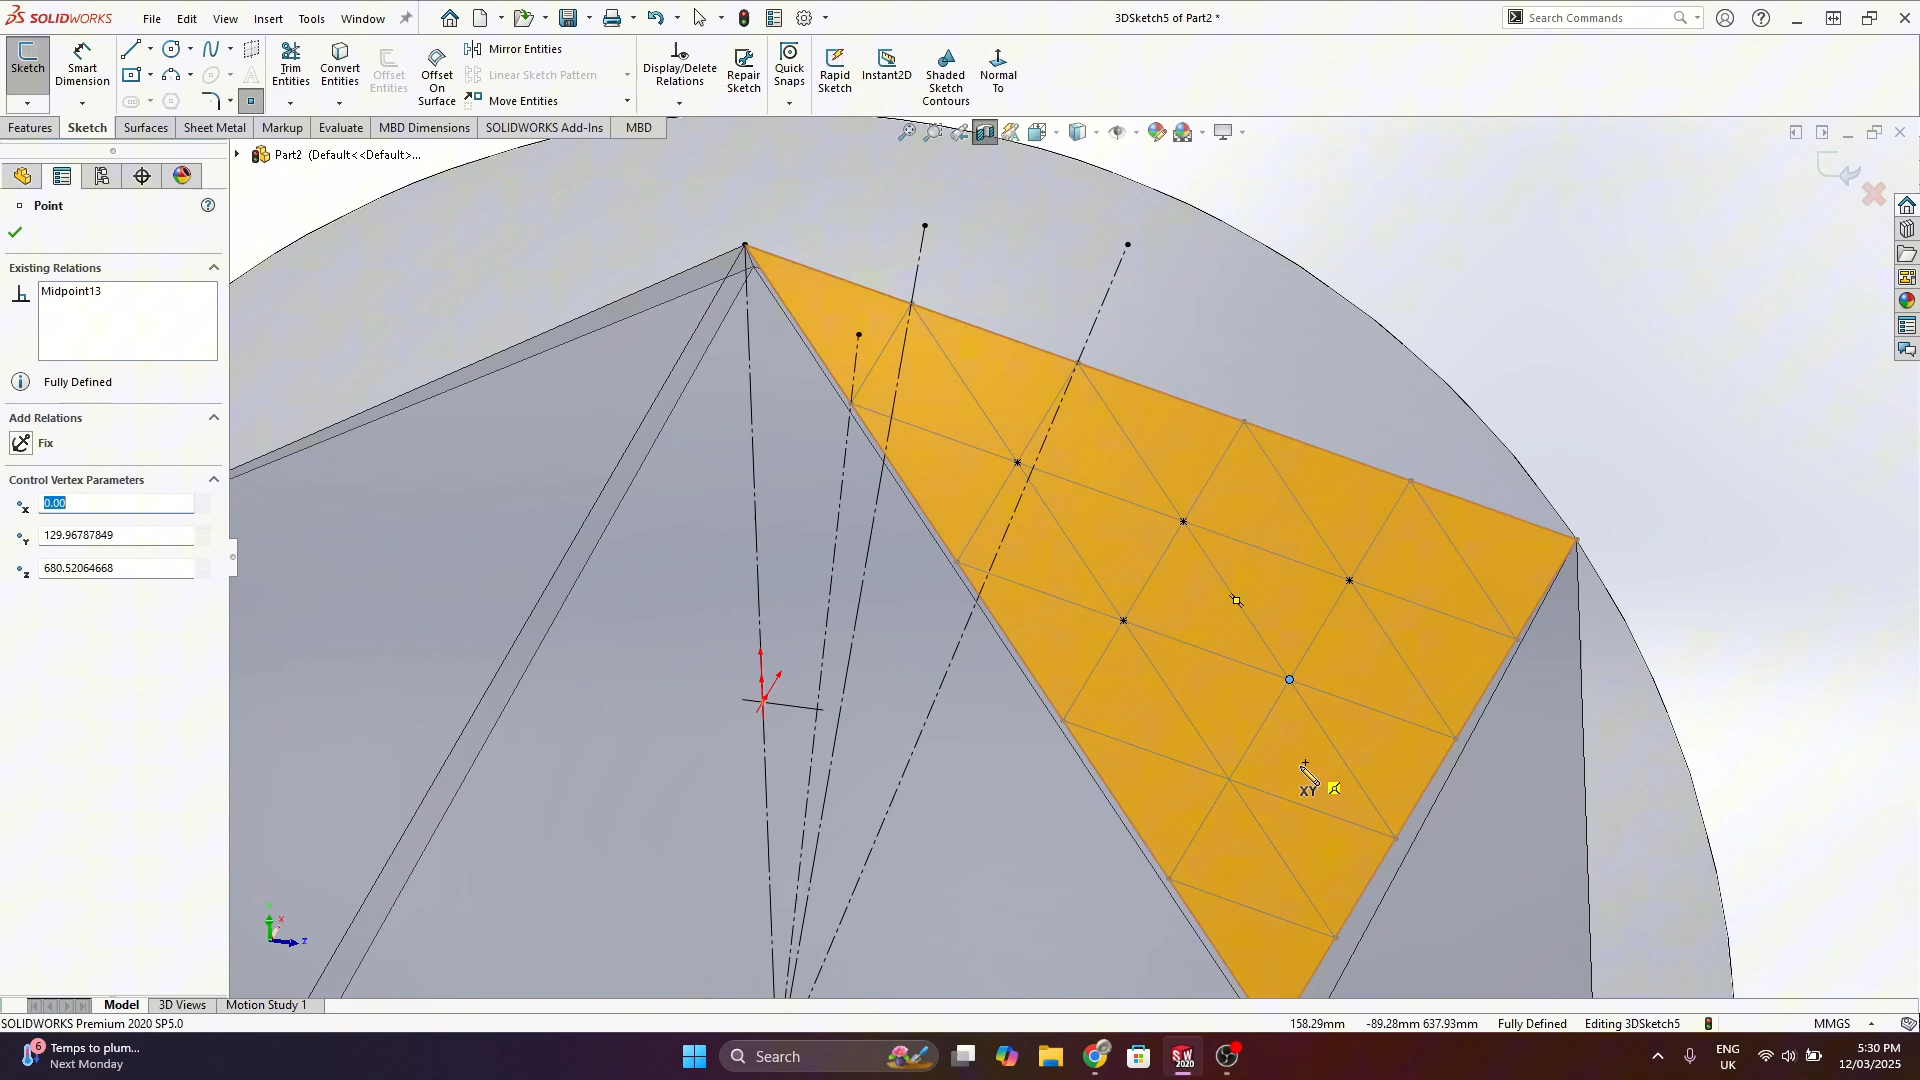 SOLIDWORKS
File
Edit
View
Insert
Tools
Window
3DSketch5 of Part2 *
Search Commands
Sketch
Smart Dimension
Trim Entities
Convert Entities
Offset Entities
Offset On Surface
Mirror Entities
Linear Sketch Pattern
Move Entities
Display/Delete Relations
Repair Sketch
Quick Snaps
Rapid Sketch
Instant2D
Shaded Sketch Contours
Normal To
Features
Sketch
Surfaces
Sheet Metal
Markup
Evaluate
MBD Dimensions
SOLIDWORKS Add-Ins
MBD
Part2 (Default<<Default>...
Point
Existing Relations
Midpoint13
Fully Defined
Add Relations
Fix
Control Vertex Parameters
x 0.00
Y 129.96787849
z 680.52064668
XY
x
z
Model
3D Views
Motion Study 1
SOLIDWORKS Premium 2020 SP5.0
158.29mm
-89.28mm 637.93mm
Fully Defined
Editing 3DSketch5
MMGS
6
Temps to plum...
Next Monday
Search
SW
2020
ENG
UK
5:30 PM
12/03/2025